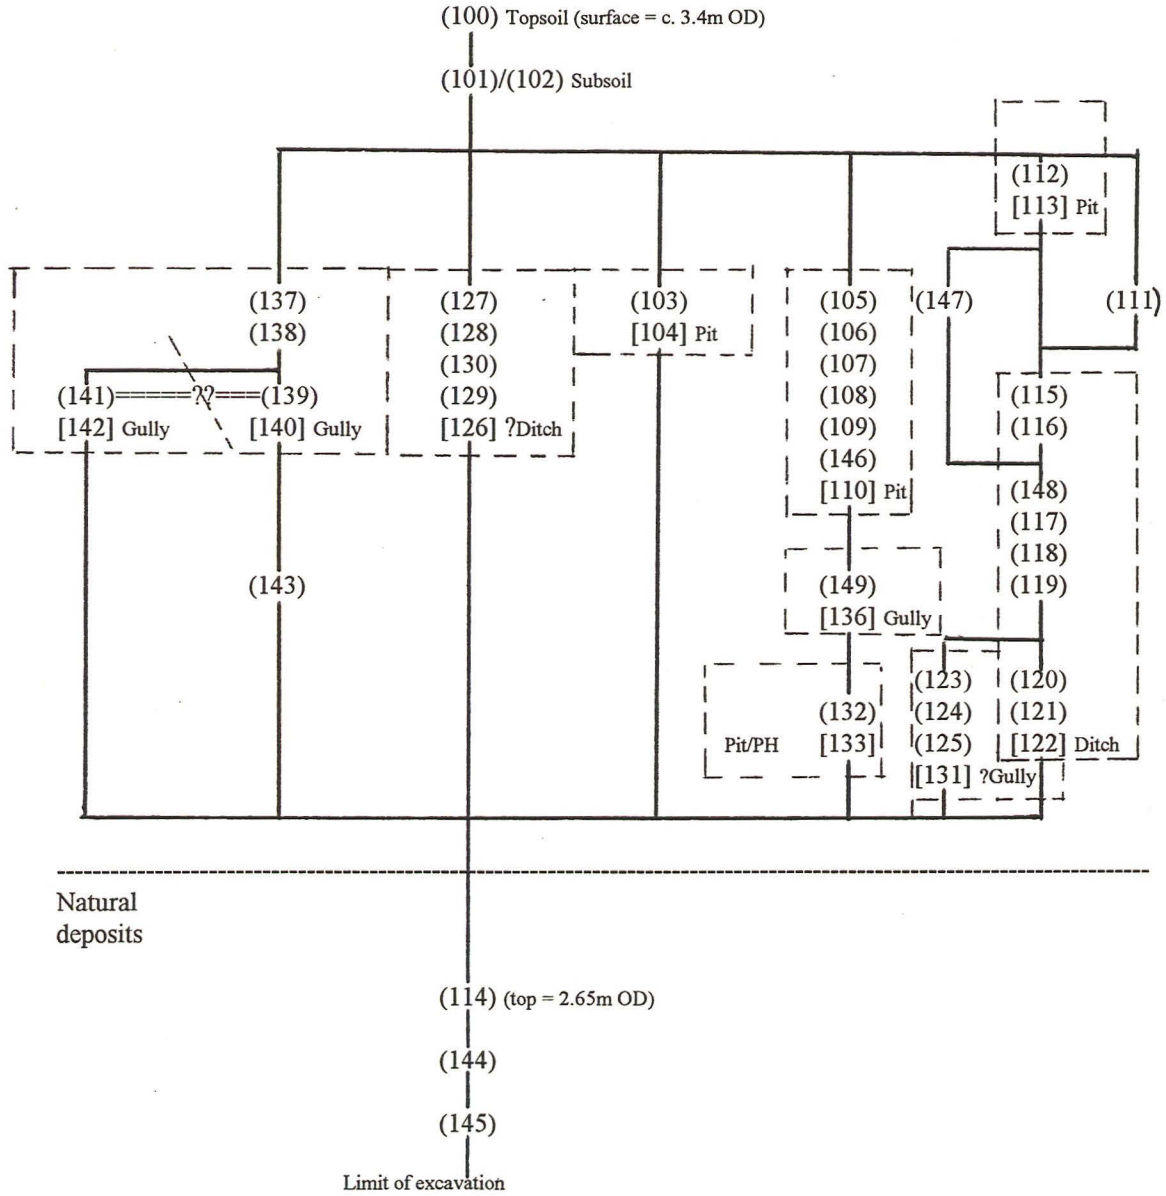 (100) Topsoil (surface = c. 3.4m OD)
(101)/(102) Subsoil
(112)
[113] Pit
(137)
(138)
(141)=====??===(139)
[142] Gully
[140] Gully
(143)
(127)
(128)
(130)
(129)
[126] ?Ditch
(103)
[104] Pit
(105)
(106)
(107)
(108)
(109)
(146)
[110] Pit
(149)
[136] Gully
(132)
Pit/PH [133]
(147)
(111)
(115)
(116)
(148)
(117)
(118)
(119)
(123)
(124)
(125)
[131] ?Gully
(120)
(121)
[122] Ditch
Natural
deposits
(114) (top = 2.65m OD)
(144)
(145)
Limit of excavation